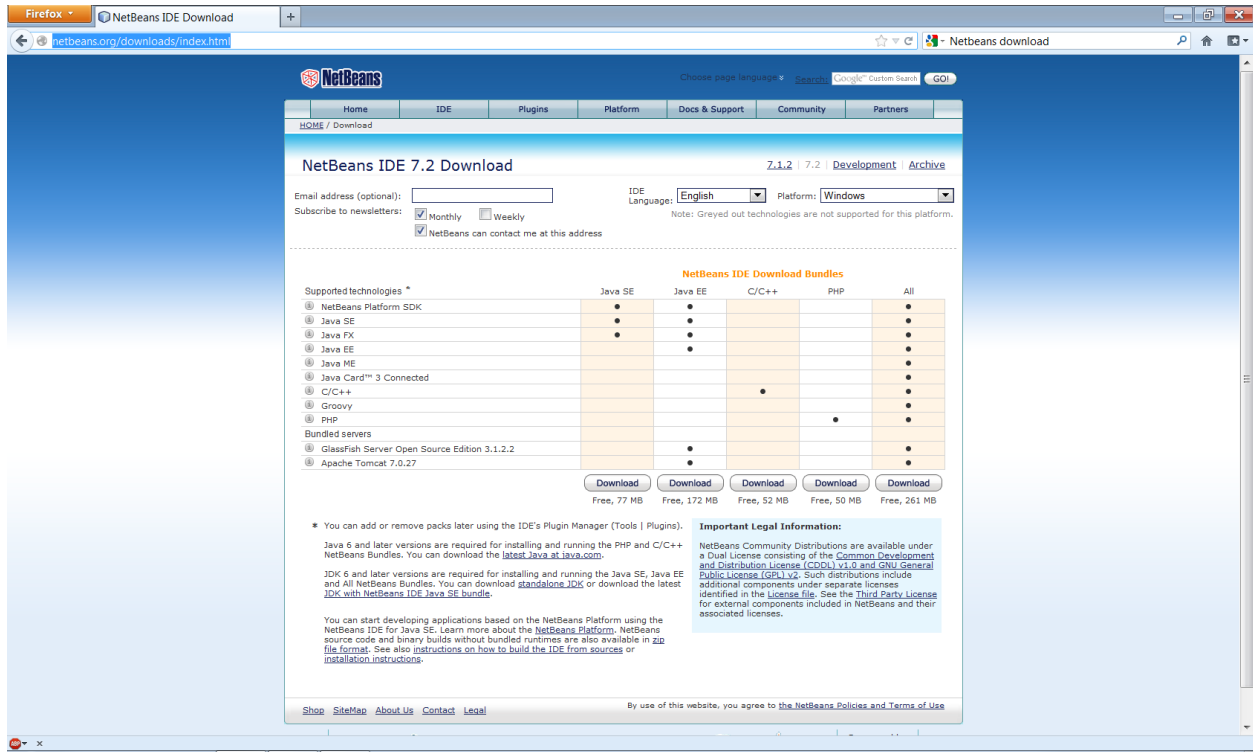 Firefox
NetBeans IDE Download
netbeans.org/downloads/index.html
Netbeans download
NetBeans
Choose page language
Search:
Google™ Custom Search
GO!
Home IDE Plugins Platform Docs & Support Community Partners
HOME / Download
NetBeans IDE 7.2 Download
7.1.2 | 7.2 | Development | Archive
Email address (optional):
IDE Language: English
Platform: Windows
Subscribe to newsletters:
Monthly Weekly
Note: Greyed out technologies are not supported for this platform.
NetBeans can contact me at this address
NetBeans IDE Download Bundles
Supported technologies * Java SE Java EE C/C++ PHP All
NetBeans Platform SDK • • •
Java SE • • •
Java FX • • •
Java EE • •
Java ME •
Java Card™ 3 Connected •
C/C++ • •
Groovy •
PHP • •
Bundled servers
GlassFish Server Open Source Edition 3.1.2.2 • •
Apache Tomcat 7.0.27 • •
Download Download Download Download Download
Free, 77 MB Free, 172 MB Free, 52 MB Free, 50 MB Free, 261 MB
* You can add or remove packs later using the IDE's Plugin Manager (Tools | Plugins).
Java 6 and later versions are required for installing and running the PHP and C/C++
NetBeans Bundles. You can download the latest Java at java.com.
JDK 6 and later versions are required for installing and running the Java SE, Java EE
and All NetBeans Bundles. You can download standalone JDK or download the latest
JDK with NetBeans IDE Java SE bundle.
You can start developing applications based on the NetBeans Platform using the
NetBeans IDE for Java SE. Learn more about the NetBeans Platform. NetBeans
source code and binary builds without bundled runtimes are also available in zip
file format. See also instructions on how to build the IDE from sources or
installation instructions.
Important Legal Information:
NetBeans Community Distributions are available under
a Dual License consisting of the Common Development
and Distribution License (CDDL) v1.0 and GNU General
Public License (GPL) v2. Such distributions include
additional components under separate licenses
identified in the License file. See the Third Party License
for external components included in NetBeans and their
associated licenses.
Shop SiteMap About Us Contact Legal
By use of this website, you agree to the NetBeans Policies and Terms of Use
ABP